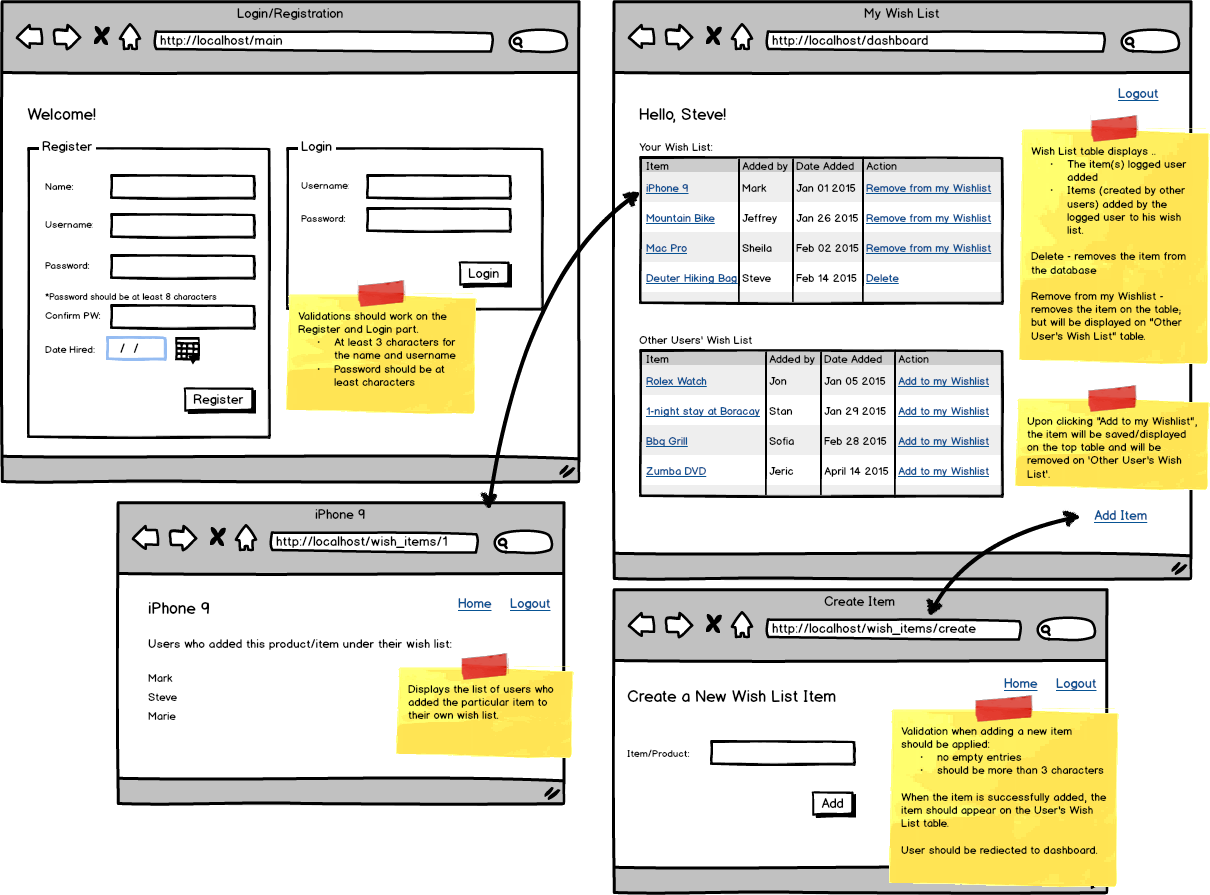 Login/Registration
http://localhost/main
Welcome!
Register
Name:
Username:
Password:
*Password should be at least 8 characters
Confirm PW:
Date Hired:
/ /
Register
Login
Username:
Password:
Login
Validations should work on the
Register and Login part.
· At least 3 characters for
the name and username
· Password should be at
least characters
My Wish List
http://localhost/dashboard
Logout
Hello, Steve!
Your Wish List:
Item Added by Date Added Action
iPhone 9 Mark Jan 01 2015 Remove from my Wishlist
Mountain Bike Jeffrey Jan 26 2015 Remove from my Wishlist
Mac Pro Sheila Feb 02 2015 Remove from my Wishlist
Deuter Hiking Bag Steve Feb 14 2015 Delete
Other Users' Wish List
Item Added by Date Added Action
Rolex Watch Jon Jan 05 2015 Add to my Wishlist
1-night stay at Boracay Stan Jan 29 2015 Add to my Wishlist
Bbq Grill Sofia Feb 28 2015 Add to my Wishlist
Zumba DVD Jeric April 14 2015 Add to my Wishlist
Add Item
Wish List table displays ..
· The item(s) logged user
added
· Items (created by other
users) added by the
logged user to his wish
list.
Delete - removes the item from
the database
Remove from my Wishlist -
removes the item on the table;
but will be displayed on "Other
User's Wish List" table.
Upon clicking "Add to my Wishlist",
the item will be saved/displayed
on the top table and will be
removed on 'Other User's Wish
List'.
iPhone 9
http://localhost/wish_items/1
iPhone 9
Home Logout
Users who added this product/item under their wish list:
Mark
Steve
Marie
Displays the list of users who
added the particular item to
their own wish list.
Create Item
http://localhost/wish_items/create
Home Logout
Create a New Wish List Item
Item/Product:
Add
Validation when adding a new item
should be applied:
· no empty entries
· should be more than 3 characters
When the item is successfully added, the
item should appear on the User's Wish
List table.
User should be rediected to dashboard.